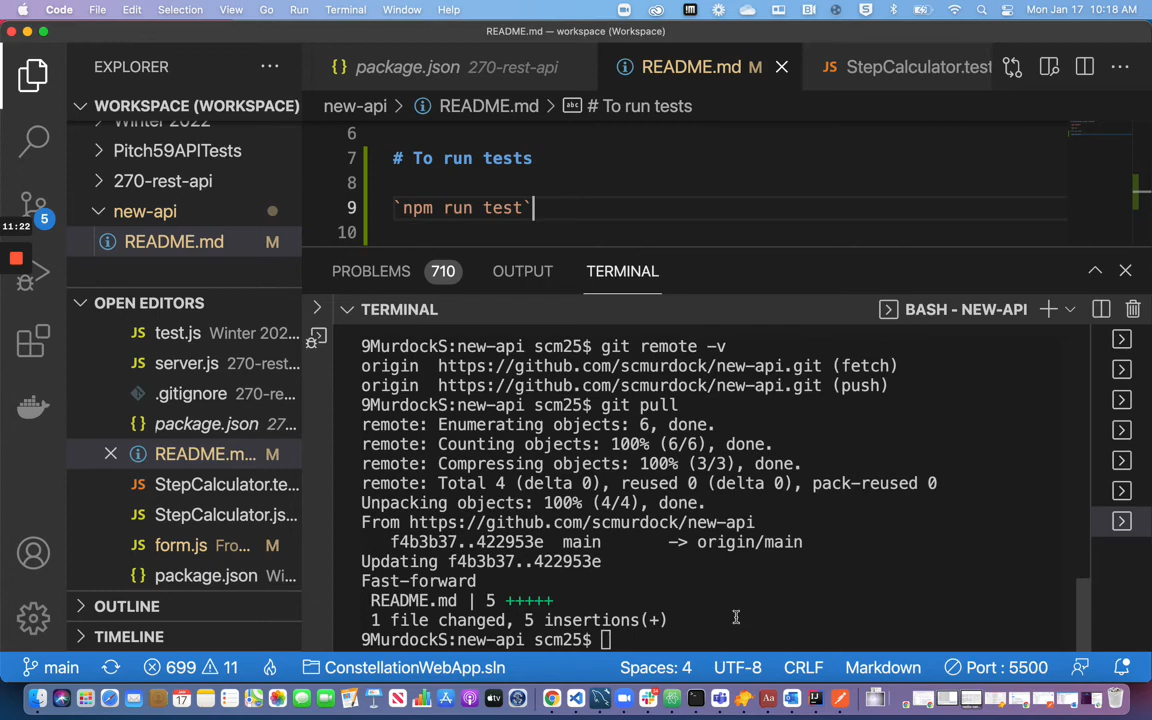 Code File Edit Selection View Go Run Terminal Window Help Mon Jan 17 10:18 AM
README.md — workspace (Workspace)
EXPLORER
{} package.json 270-rest-api
README.md M
JS StepCalculator.test
WORKSPACE (WORKSPACE)
new-api > README.md > # To run tests
Winter 2022
Pitch59APITests
270-rest-api
new-api
README.md M
5
11:22
6
7 # To run tests
8
9 `npm run test`
10
PROBLEMS 710 OUTPUT TERMINAL
TERMINAL
BASH - NEW-API
OPEN EDITORS
JS test.js Winter 202...
JS server.js 270-rest...
.gitignore 270-re...
{} package.json 27...
README.m... M
JS StepCalculator.te...
JS StepCalculator.js...
JS form.js Fro... M
{} package.json Wi...
OUTLINE
TIMELINE
9MurdockS:new-api scm25$ git remote -v
origin https://github.com/scmurdock/new-api.git (fetch)
origin https://github.com/scmurdock/new-api.git (push)
9MurdockS:new-api scm25$ git pull
remote: Enumerating objects: 6, done.
remote: Counting objects: 100% (6/6), done.
remote: Compressing objects: 100% (3/3), done.
remote: Total 4 (delta 0), reused 0 (delta 0), pack-reused 0
Unpacking objects: 100% (4/4), done.
From https://github.com/scmurdock/new-api
f4b3b37..422953e main -> origin/main
Updating f4b3b37..422953e
Fast-forward
README.md | 5 +++++
1 file changed, 5 insertions(+)
9MurdockS:new-api scm25$
main 699 11 ConstellationWebApp.sln Spaces: 4 UTF-8 CRLF Markdown Port : 5500